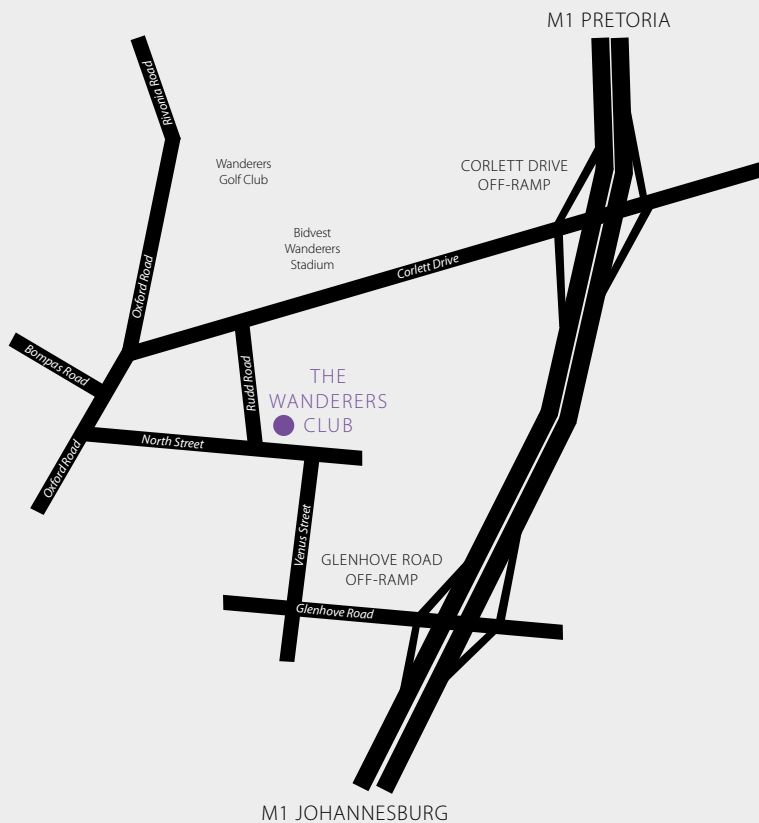 M1 PRETORIA
Rivonia Road
Wanderers
Golf Club
CORLETT DRIVE
OFF-RAMP
Bidvest
Wanderers
Stadium
Corlett Drive
Oxford Road
Bompas Road
Rudd Road
THE
WANDERERS
CLUB
North Street
Oxford Road
Venus Street
GLENHOVE ROAD
OFF-RAMP
Glenhove Road
M1 JOHANNESBURG